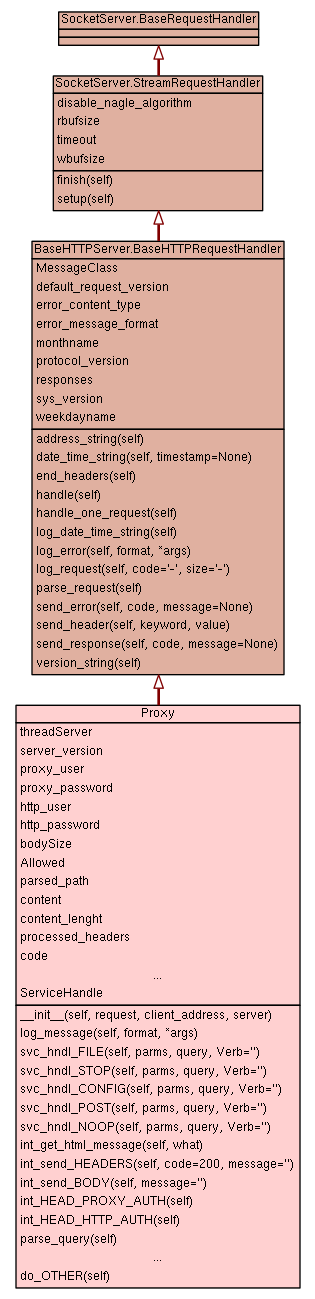 SocketServer.BaseRequestHandler
SocketServer.StreamRequestHandler
disable_nagle_algorithm
rbufsize
timeout
wbufsize
finish(self)
setup(self)
BaseHTTPServer.BaseHTTPRequestHandler
MessageClass
default_request_version
error_content_type
error_message_format
monthname
protocol_version
responses
sys_version
weekdayname
address_string(self)
date_time_string(self, timestamp=None)
end_headers(self)
handle(self)
handle_one_request(self)
log_date_time_string(self)
log_error(self, format, *args)
log_request(self, code='-', size='-')
parse_request(self)
send_error(self, code, message=None)
send_header(self, keyword, value)
send_response(self, code, message=None)
version_string(self)
Proxy
threadServer
server_version
proxy_user
proxy_password
http_user
http_password
bodySize
Allowed
parsed_path
content
content_lenght
processed_headers
code
...
ServiceHandle
__init__(self, request, client_address, server)
log_message(self, format, *args)
svc_hndl_FILE(self, parms, query, Verb='')
svc_hndl_STOP(self, parms, query, Verb='')
svc_hndl_CONFIG(self, parms, query, Verb='')
svc_hndl_POST(self, parms, query, Verb='')
svc_hndl_NOOP(self, parms, query, Verb='')
int_get_html_message(self, what)
int_send_HEADERS(self, code=200, message='')
int_send_BODY(self, message='')
int_HEAD_PROXY_AUTH(self)
int_HEAD_HTTP_AUTH(self)
parse_query(self)
...
do_OTHER(self)